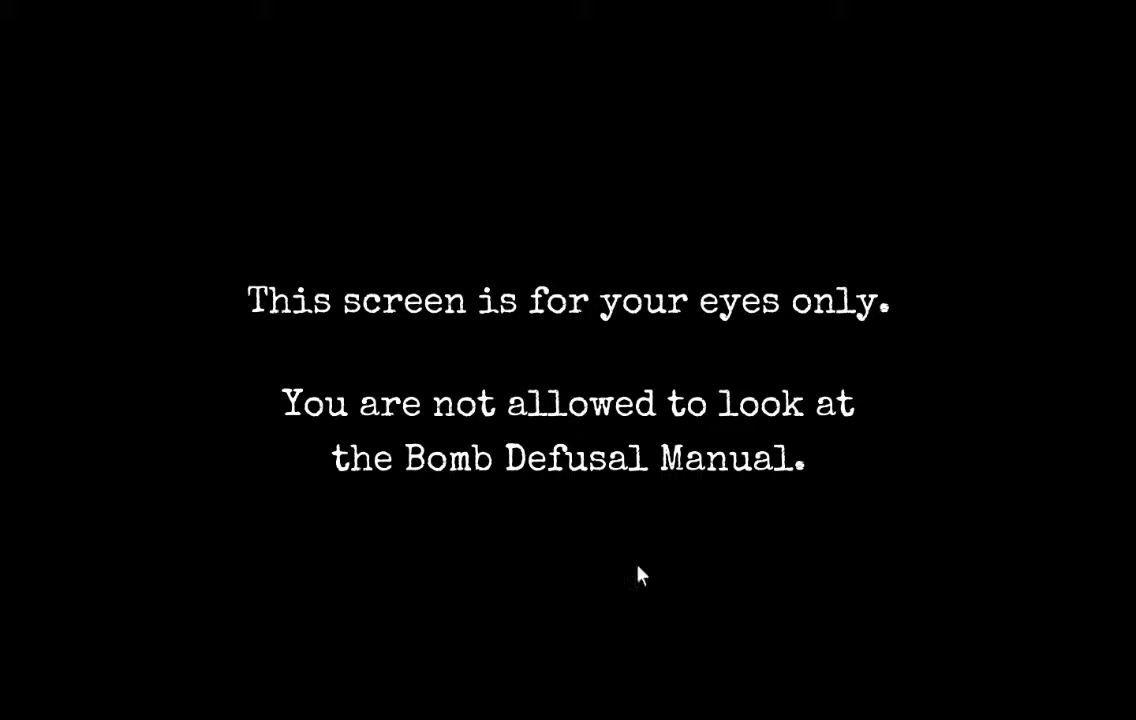 This screen is for your eyes only.
You are not allowed to look at
the Bomb Defusal Manual.